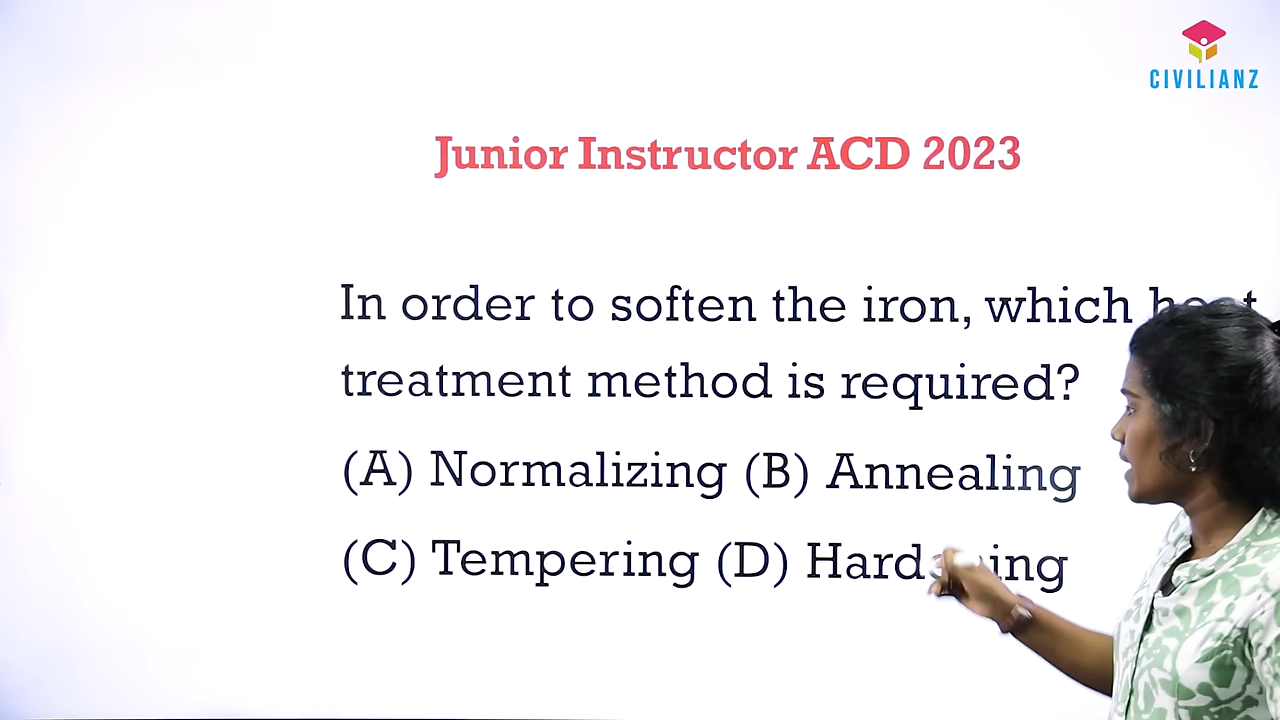 CIVILIANZ
Junior Instructor ACD 2023
In order to soften the iron, which
treatment method is required?
(A) Normalizing (B) Annealing
(C) Tempering (D) Hardening